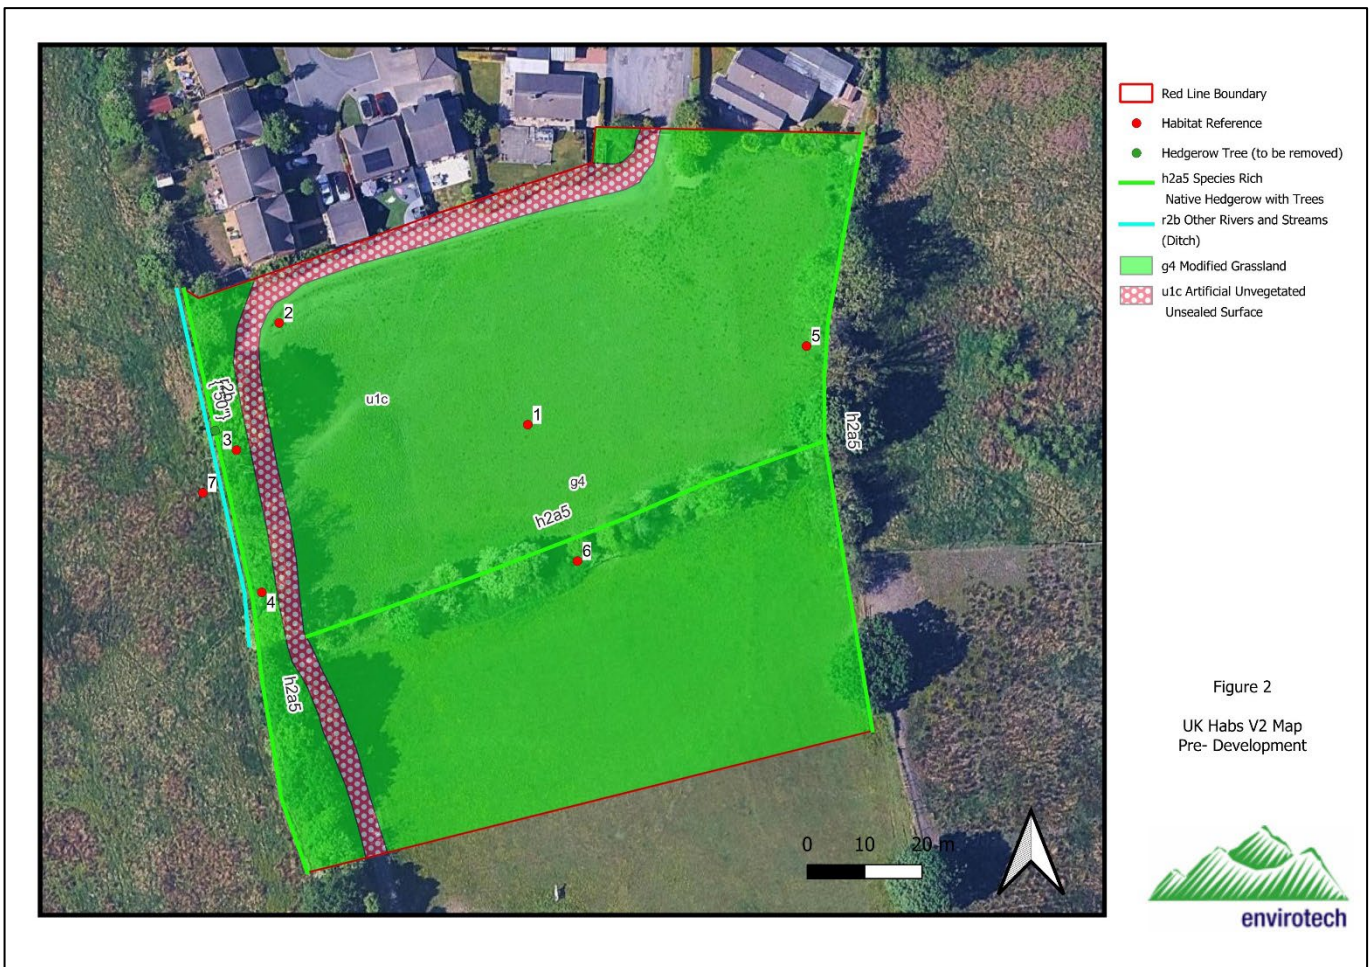 Red Line Boundary
Habitat Reference
Hedgerow Tree (to be removed)
h2a5 Species Rich
Native Hedgerow with Trees
r2b Other Rivers and Streams
(Ditch)
g4 Modified Grassland
u1c Artificial Unvegetated
Unsealed Surface
2
5
r2b
{"50"}
u1c
1
h2a5
3
g4
7
h2a5
6
4
h2a5
0 10 20 m
Figure 2
UK Habs V2 Map
Pre- Development
envirotech